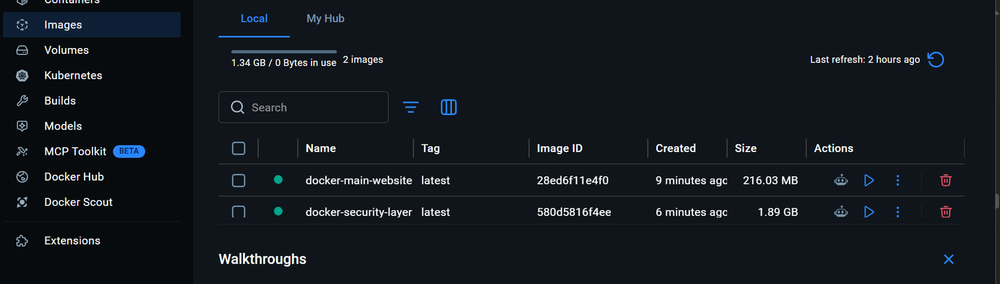 Containers
Images
Volumes
Kubernetes
Builds
Models
MCP Toolkit BETA
Docker Hub
Docker Scout
Extensions
Local My Hub
1.34 GB / 0 Bytes in use 2 images
Last refresh: 2 hours ago
Search
Name Tag Image ID Created Size Actions
docker-main-website latest 28ed6f11e4f0 9 minutes ago 216.03 MB
docker-security-layer latest 580d5816f4ee 6 minutes ago 1.89 GB
Walkthroughs